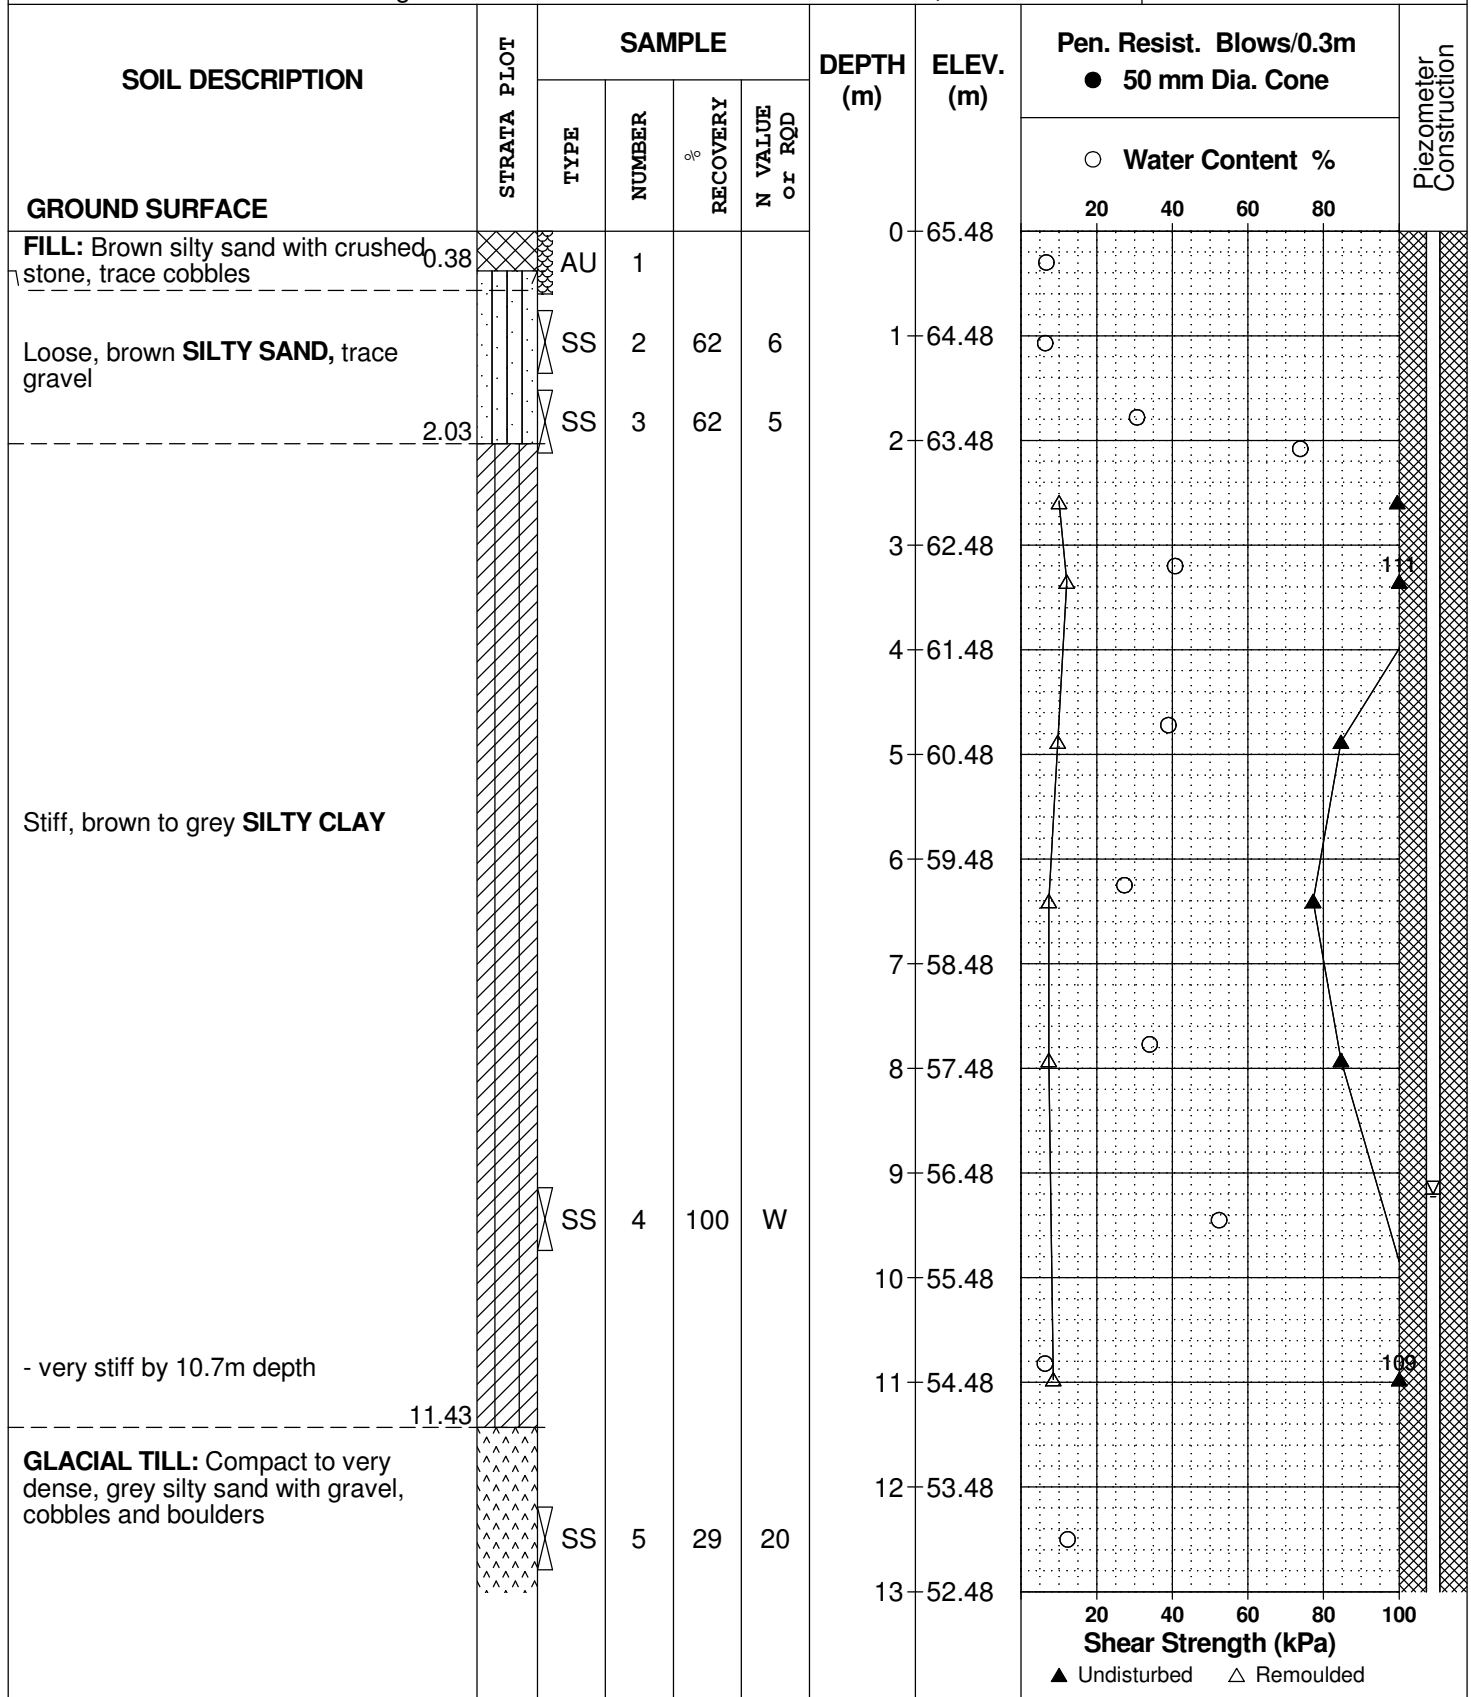 SOIL DESCRIPTION
GROUND SURFACE
STRATA PLOT
SAMPLE
TYPE
NUMBER
% RECOVERY
N VALUE or RQD
DEPTH (m)
ELEV. (m)
Pen. Resist. Blows/0.3m
● 50 mm Dia. Cone
○ Water Content %
20 40 60 80
Piezometer Construction
0 65.48
FILL: Brown silty sand with crushed 0.38
stone, trace cobbles
AU 1
1 64.48
Loose, brown SILTY SAND, trace
gravel
SS 2 62 6
SS 3 62 5
2.03
2 63.48
3 62.48
111
4 61.48
5 60.48
Stiff, brown to grey SILTY CLAY
6 59.48
7 58.48
8 57.48
9 56.48
SS 4 100 W
10 55.48
- very stiff by 10.7m depth
109
11 54.48
11.43
GLACIAL TILL: Compact to very
dense, grey silty sand with gravel,
cobbles and boulders
12 53.48
SS 5 29 20
13 52.48
20 40 60 80 100
Shear Strength (kPa)
▲ Undisturbed △ Remoulded